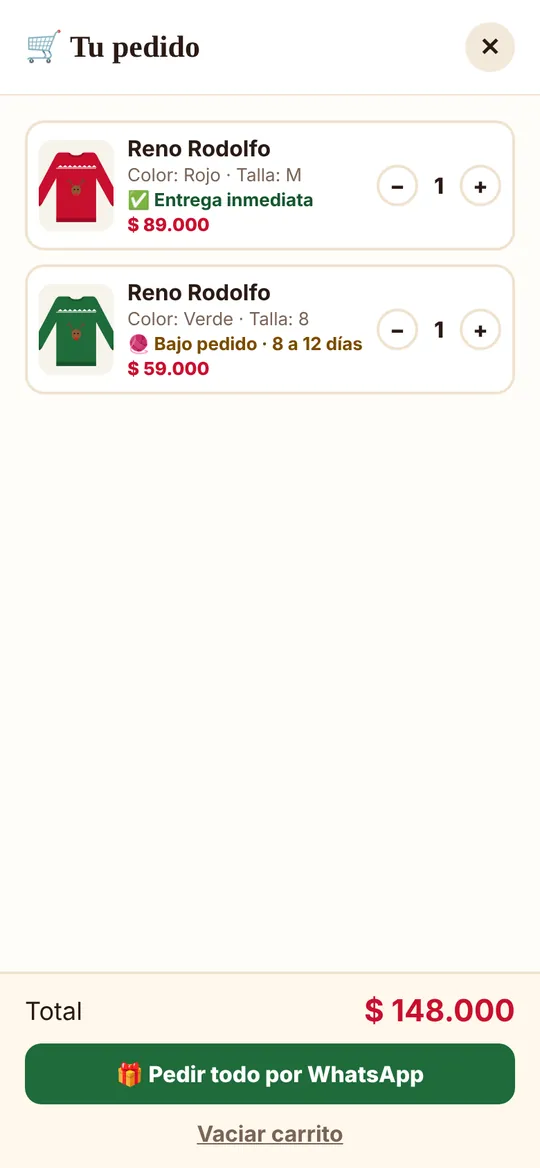 🛒 Tu pedido
✕
Reno Rodolfo
Color: Rojo · Talla: M
✅ Entrega inmediata
$ 89.000
− 1 +
Reno Rodolfo
Color: Verde · Talla: 8
🧶 Bajo pedido · 8 a 12 días
$ 59.000
− 1 +
Total $ 148.000
🎁 Pedir todo por WhatsApp
Vaciar carrito